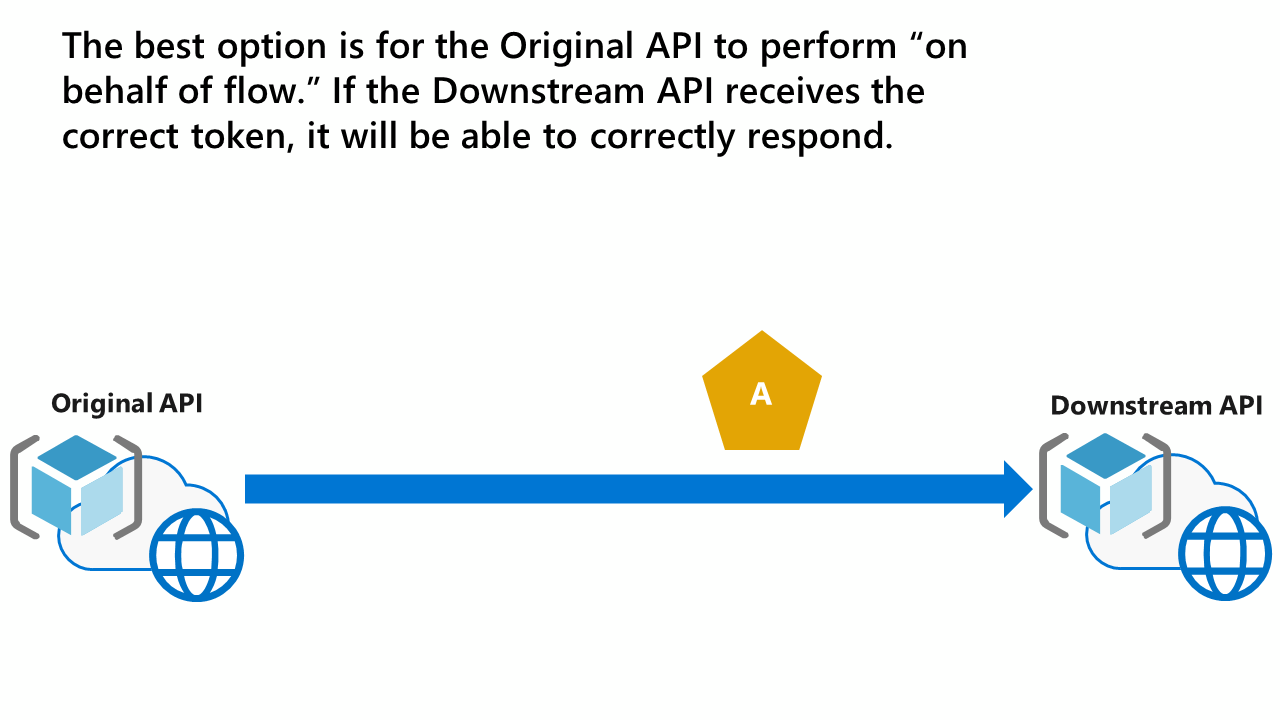 The best option is for the Original API to perform “on
behalf of flow.” If the Downstream API receives the
correct token, it will be able to correctly respond.
A
Original API
Downstream API